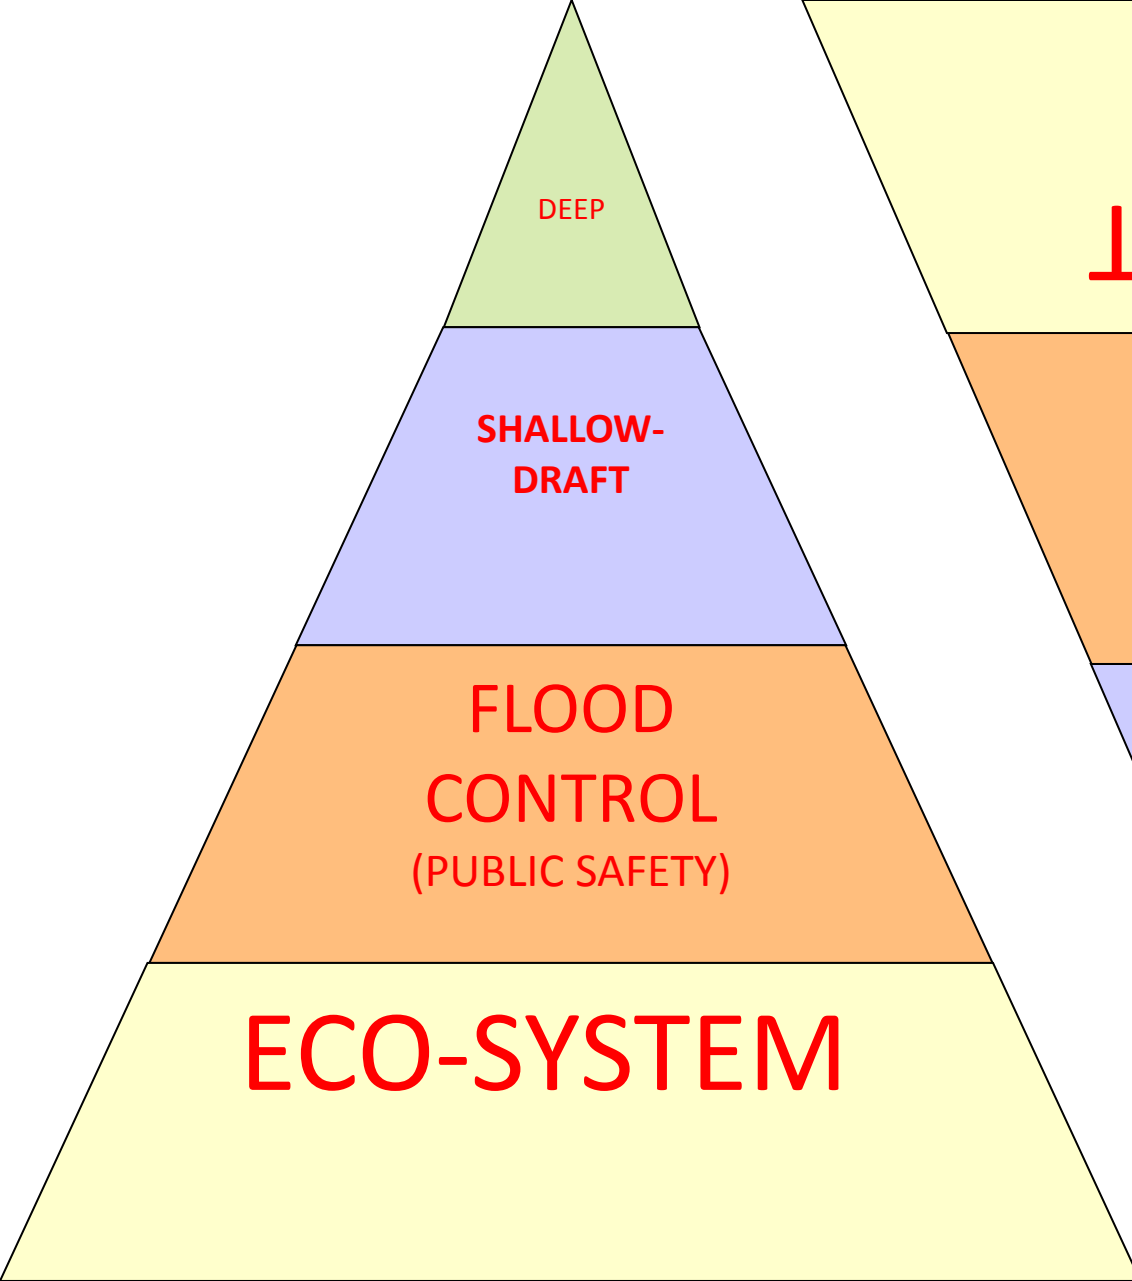 DEEP
SHALLOW-
DRAFT
FLOOD
CONTROL
(PUBLIC SAFETY)
ECO-SYSTEM